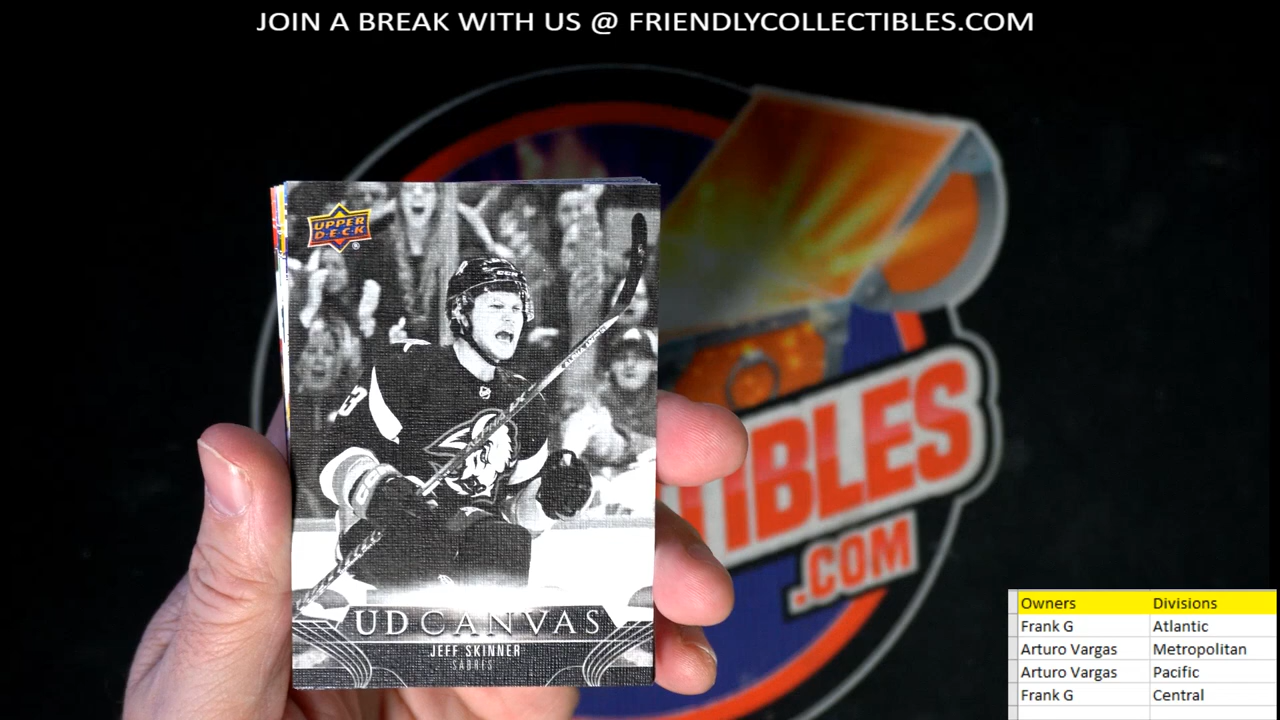 JOIN A BREAK WITH US @ FRIENDLYCOLLECTIBLES.COM
UPPER
DECK
®
UD CANVAS
JEFF SKINNER
SABRES
TIBLES
.COM
Owners Divisions
Frank G Atlantic
Arturo Vargas Metropolitan
Arturo Vargas Pacific
Frank G Central